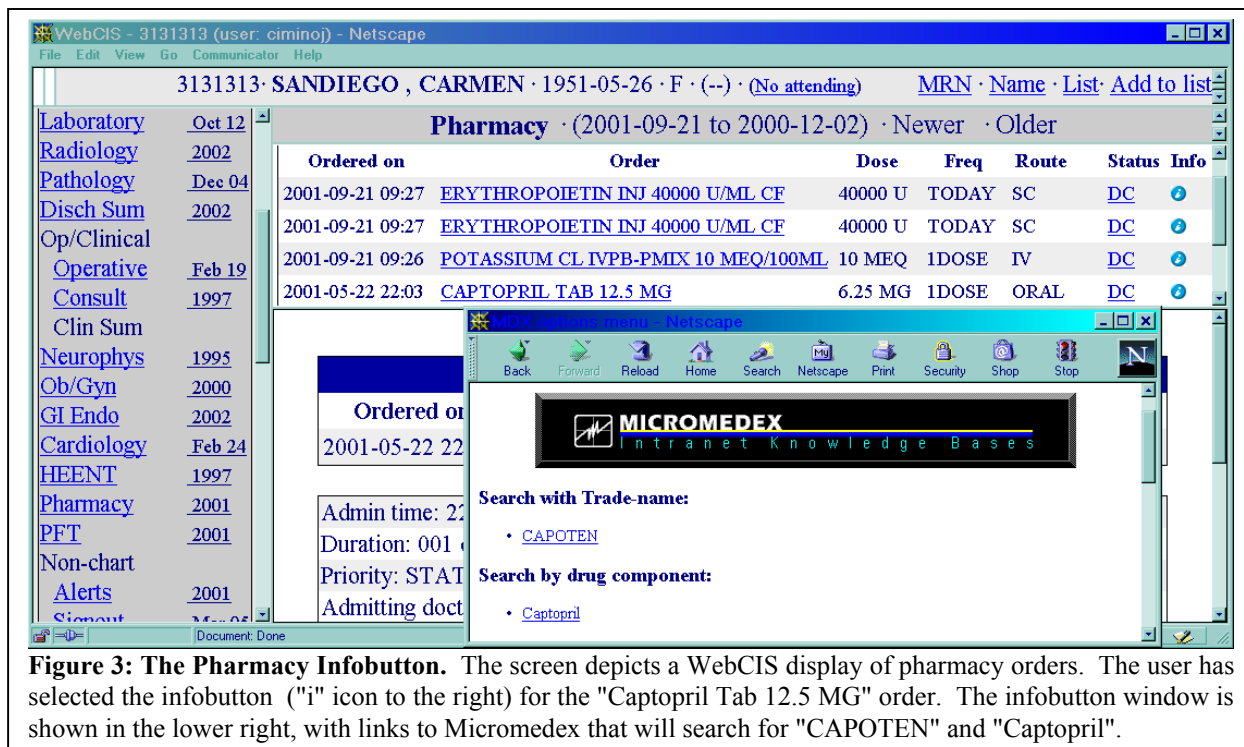 WebCIS - 3131313 (user: ciminoj) - Netscape
File Edit View Go Communicator Help
3131313· SANDIEGO , CARMEN · 1951-05-26 · F · (--) · (No attending) MRN · Name · List· Add to list
Laboratory Oct 12
Radiology 2002
Pathology Dec 04
Disch Sum 2002
Op/Clinical
Operative Feb 19
Consult 1997
Clin Sum
Neurophys 1995
Ob/Gyn 2000
GI Endo 2002
Cardiology Feb 24
HEENT 1997
Pharmacy 2001
PFT 2001
Non-chart
Alerts 2001
Signout Mar 05
Pharmacy · (2001-09-21 to 2000-12-02) · Newer · Older
Ordered on Order Dose Freq Route Status Info
2001-09-21 09:27 ERYTHROPOIETIN INJ 40000 U/ML CF 40000 U TODAY SC DC
2001-09-21 09:27 ERYTHROPOIETIN INJ 40000 U/ML CF 40000 U TODAY SC DC
2001-09-21 09:26 POTASSIUM CL IVPB-PMIX 10 MEQ/100ML 10 MEQ 1DOSE IV DC
2001-05-22 22:03 CAPTOPRIL TAB 12.5 MG 6.25 MG 1DOSE ORAL DC
Ordered on
2001-05-22 22
Admin time: 22
Duration: 001
Priority: STAT
Admitting doct
MDX options menu - Netscape
Back Forward Reload Home Search Netscape Print Security Shop Stop
N
MICROMEDEX
Intranet Knowledge Bases
Search with Trade-name:
• CAPOTEN
Search by drug component:
• Captopril
Document: Done
Figure 3: The Pharmacy Infobutton. The screen depicts a WebCIS display of pharmacy orders. The user has
selected the infobutton ("i" icon to the right) for the "Captopril Tab 12.5 MG" order. The infobutton window is
shown in the lower right, with links to Micromedex that will search for "CAPOTEN" and "Captopril".